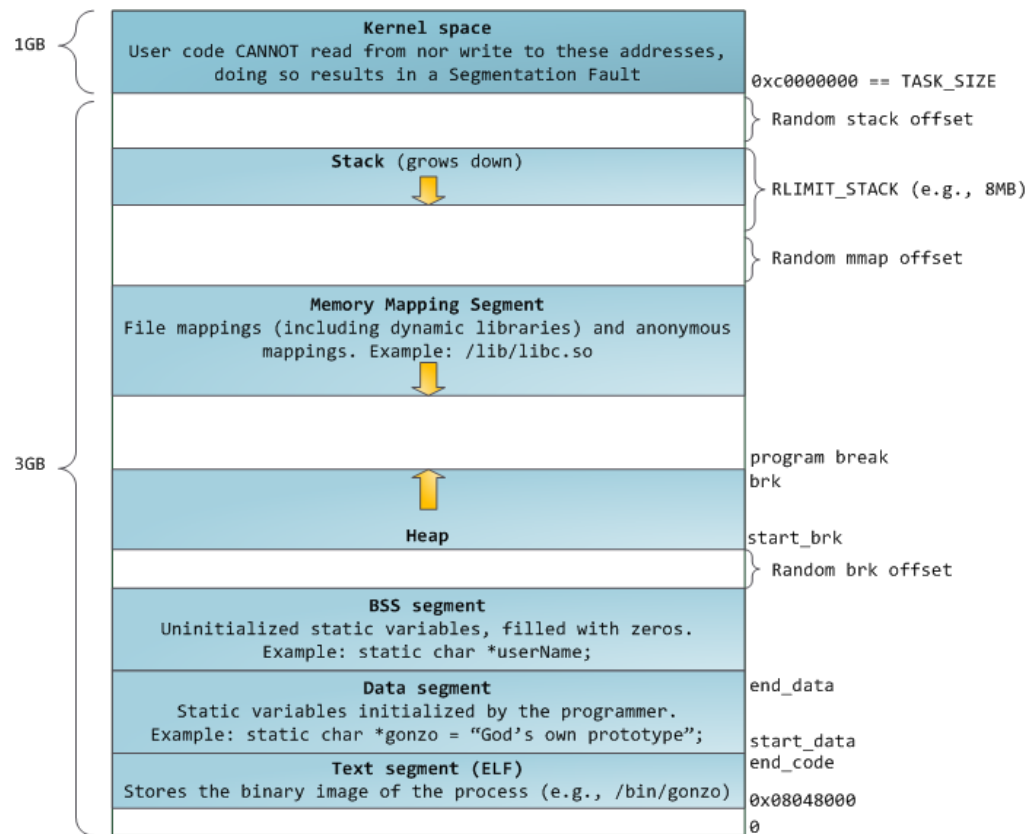 1GB
Kernel space
User code CANNOT read from nor write to these addresses,
doing so results in a Segmentation Fault
0xc0000000 == TASK_SIZE
Random stack offset
Stack (grows down)
RLIMIT_STACK (e.g., 8MB)
Random mmap offset
Memory Mapping Segment
File mappings (including dynamic libraries) and anonymous
mappings. Example: /lib/libc.so
3GB
program break
brk
Heap
start_brk
Random brk offset
BSS segment
Uninitialized static variables, filled with zeros.
Example: static char *userName;
Data segment
end_data
Static variables initialized by the programmer.
Example: static char *gonzo = “God’s own prototype”;
start_data
end_code
Text segment (ELF)
Stores the binary image of the process (e.g., /bin/gonzo)
0x08048000
0